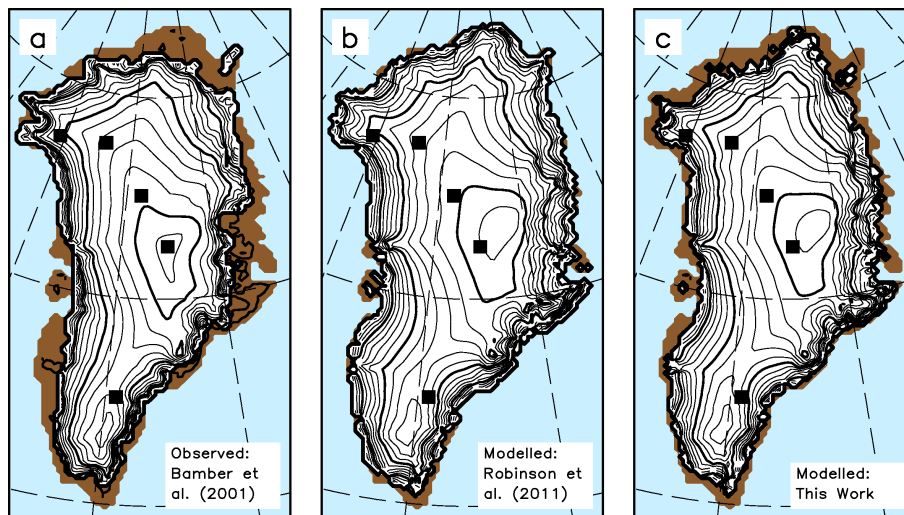 a
Observed:
Bamber et
al. (2001)
b
Modelled:
Robinson et
al. (2011)
c
Modelled:
This Work